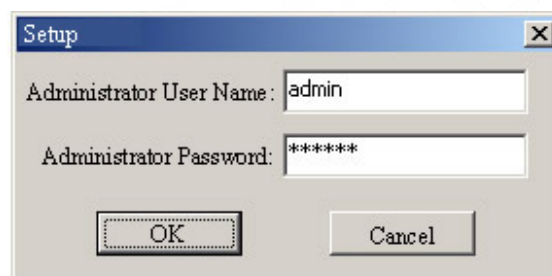 Setup
Administrator User Name: admin
Administrator Password: ******
OK Cancel